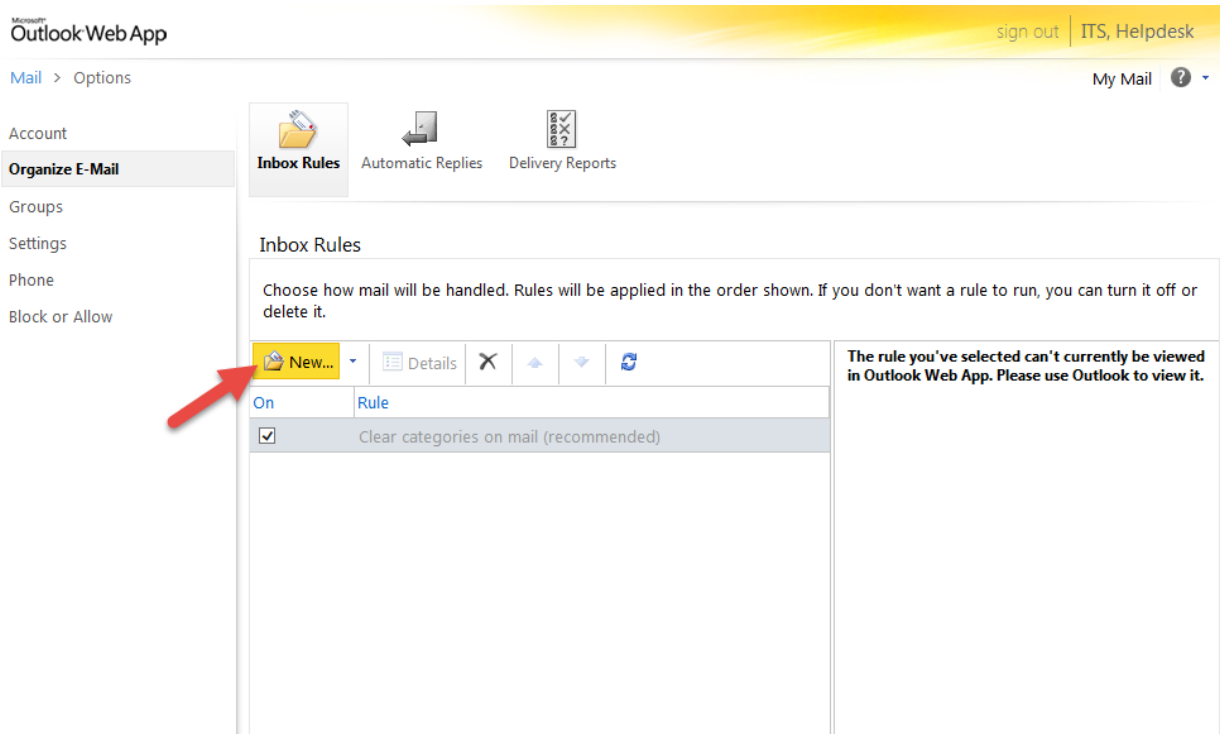 Microsoft®
Outlook Web App
sign out
ITS, Helpdesk
Mail > Options
My Mail
?
Account
Organize E-Mail
Groups
Settings
Phone
Block or Allow
Inbox Rules
Automatic Replies
Delivery Reports
Inbox Rules
Choose how mail will be handled. Rules will be applied in the order shown. If you don't want a rule to run, you can turn it off or
delete it.
New...
Details
On
Rule
Clear categories on mail (recommended)
The rule you've selected can't currently be viewed
in Outlook Web App. Please use Outlook to view it.